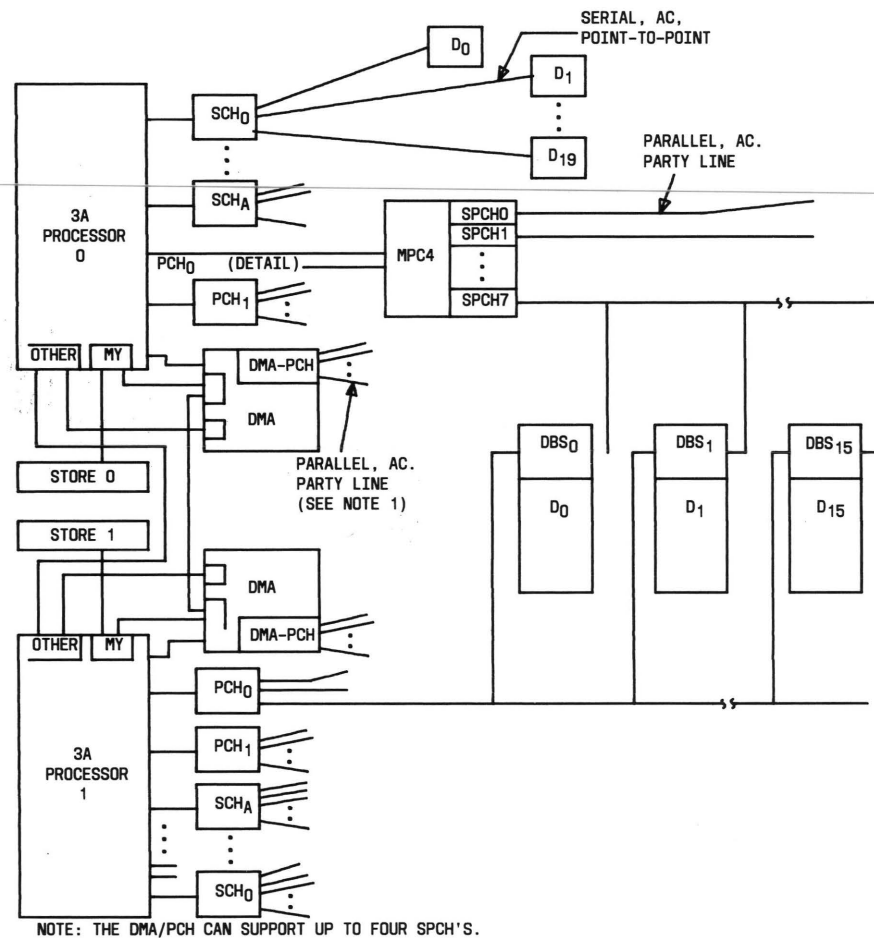 SERIAL, AC,
POINT-TO-POINT
D0
D1
D19
SCH0
PARALLEL, AC.
PARTY LINE
SCHA
3A
PROCESSOR
0
SPCH0
SPCH1
MPC4
SPCH7
PCH0 (DETAIL)
PCH1
OTHER
MY
DMA-PCH
DMA
PARALLEL, AC.
PARTY LINE
(SEE NOTE 1)
STORE 0
STORE 1
DBS0
DBS1
DBS15
D0
D1
D15
DMA
DMA-PCH
OTHER
MY
PCH0
PCH1
3A
PROCESSOR
1
SCHA
SCH0
NOTE: THE DMA/PCH CAN SUPPORT UP TO FOUR SPCH'S.